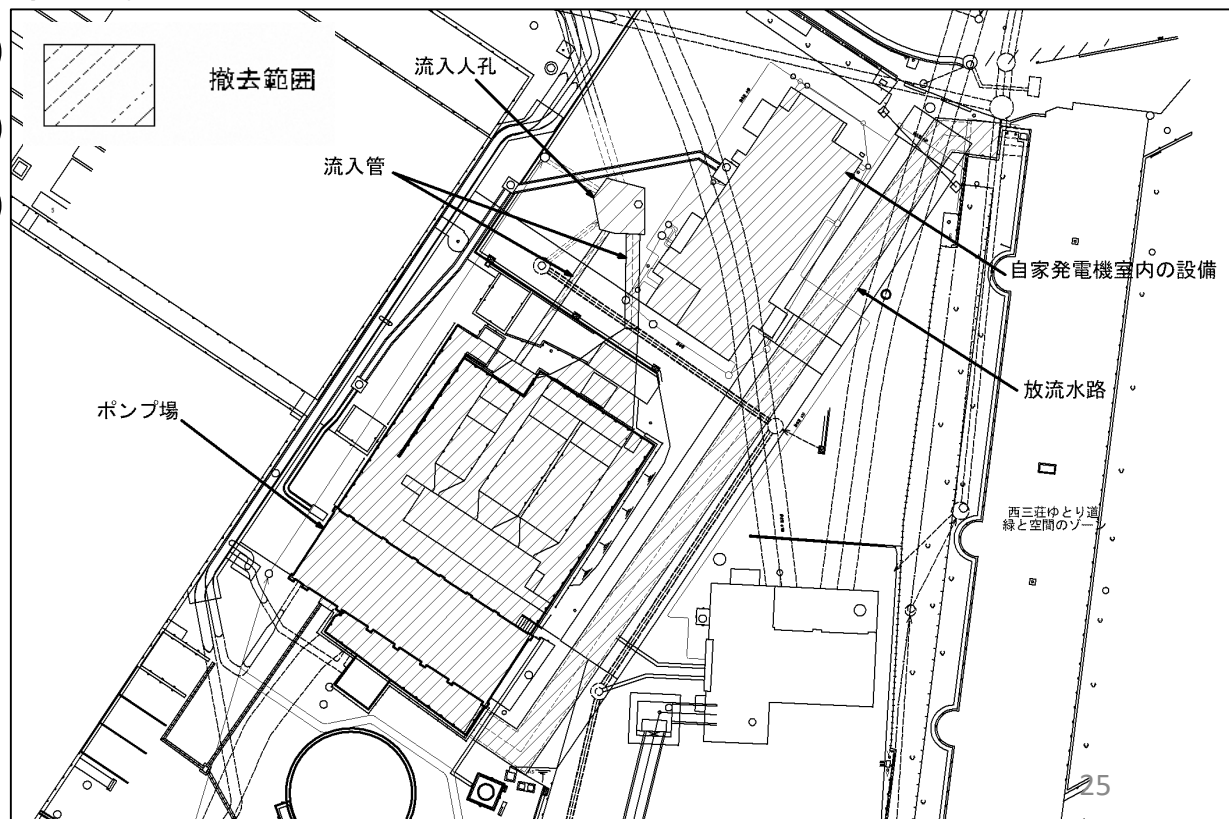 撤去範囲
流入人孔
流入管
自家発電機室内の設備
放流水路
ポンプ場
西三荘ゆとり道
緑と空間のゾーン
25